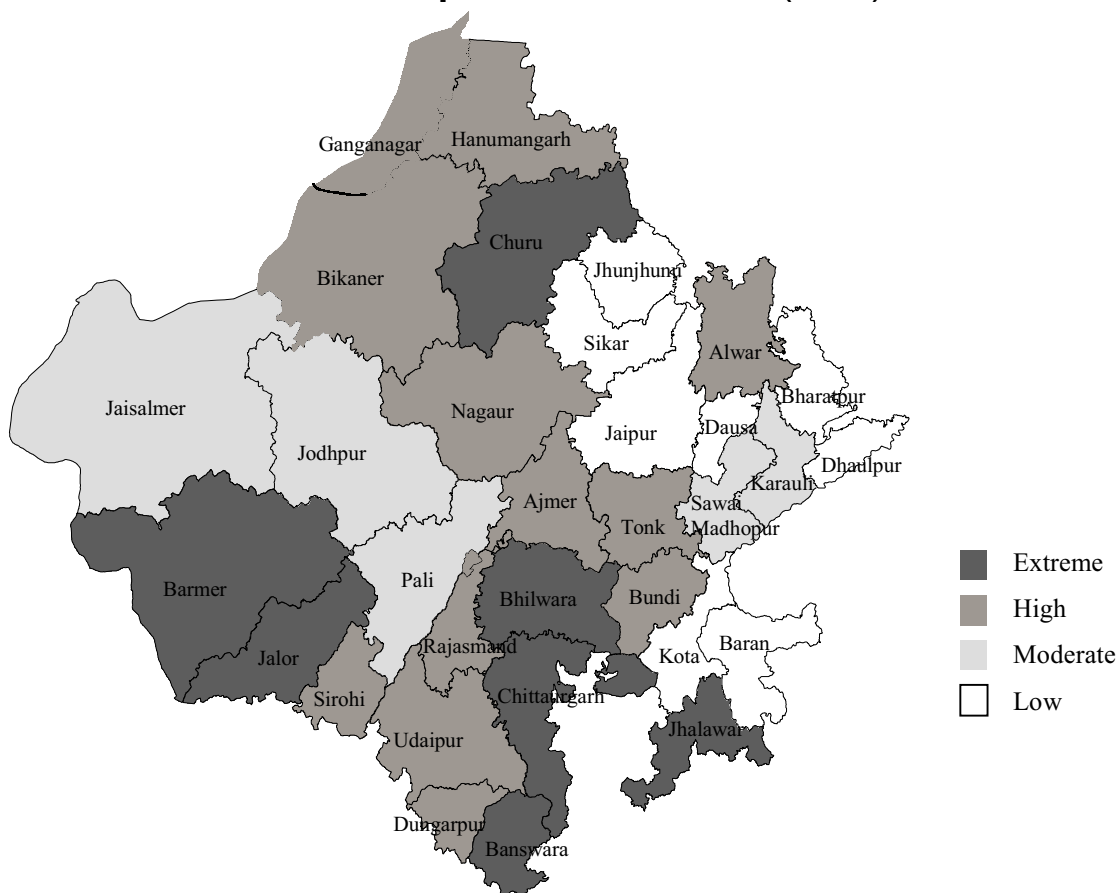 Ganganagar
Hanumangarh
Churu
Bikaner
Jhunjhunu
Sikar
Alwar
Jaisalmer
Nagaur
Bharatpur
Jaipur
Dausa
Jodhpur
Dhaulpur
Karauli
Ajmer
Sawai
Madhopur
Tonk
Pali
Barmer
Bhilwara
Bundi
Rajasmand
Baran
Kota
Jalor
Chittaurgarh
Sirohi
Jhalawar
Udaipur
Dungarpur
Banswara
Extreme
High
Moderate
Low